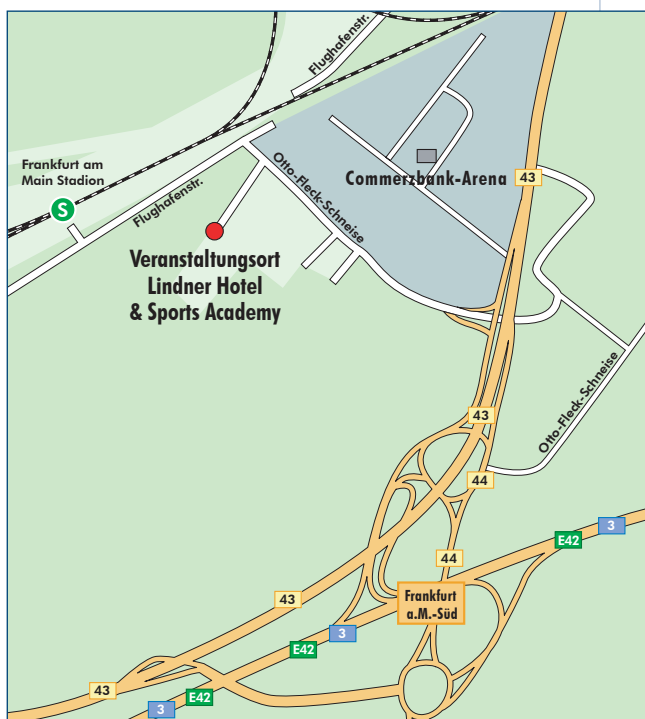 Flughafenstr.
43
Frankfurt am
Main Stadion
S
Flughafenstr.
Otto-Fleck-Schneise
Commerzbank-Arena
Veranstaltungsort
Lindner Hotel
& Sports Academy
Otto-Fleck-Schneise
43
44
3
E42
44
Frankfurt
a.M.-Süd
43
3
E42
43
E42
3